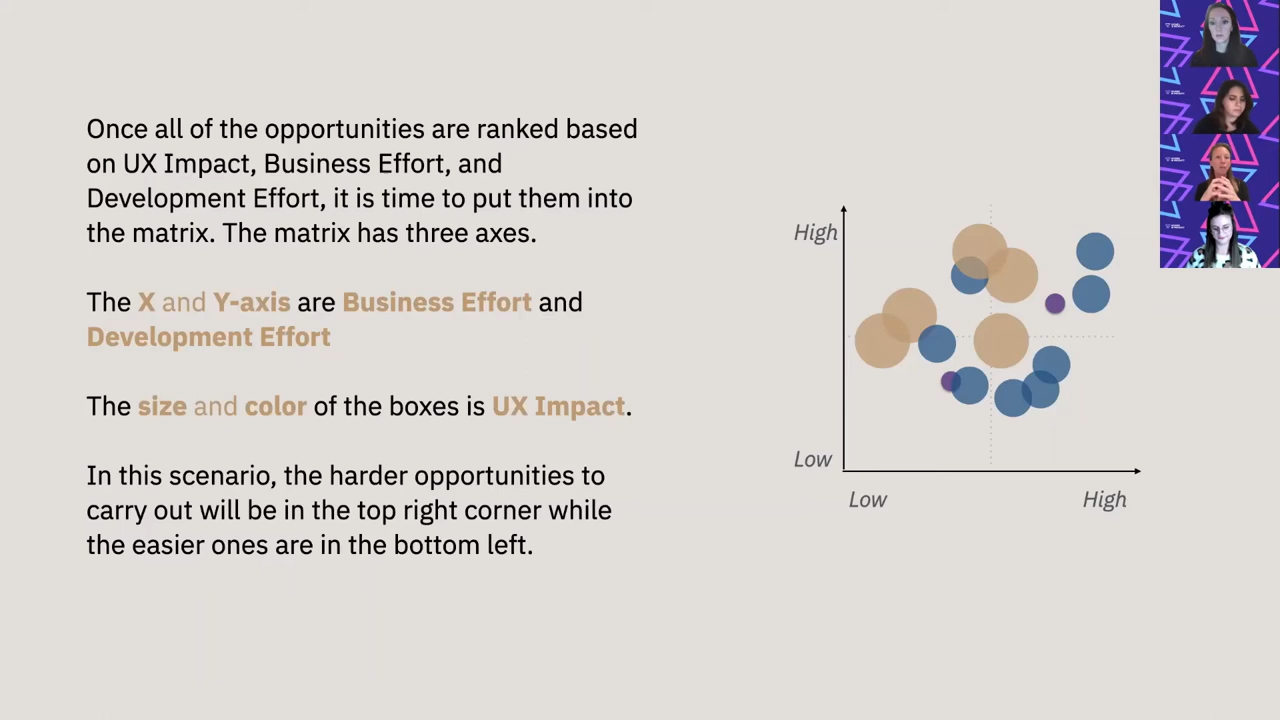 Once all of the opportunities are ranked based
on UX Impact, Business Effort, and
Development Effort, it is time to put them into
the matrix. The matrix has three axes.
The X and Y-axis are Business Effort and
Development Effort
The size and color of the boxes is UX Impact.
In this scenario, the harder opportunities to
carry out will be in the top right corner while
the easier ones are in the bottom left.
High
Low
Low
High